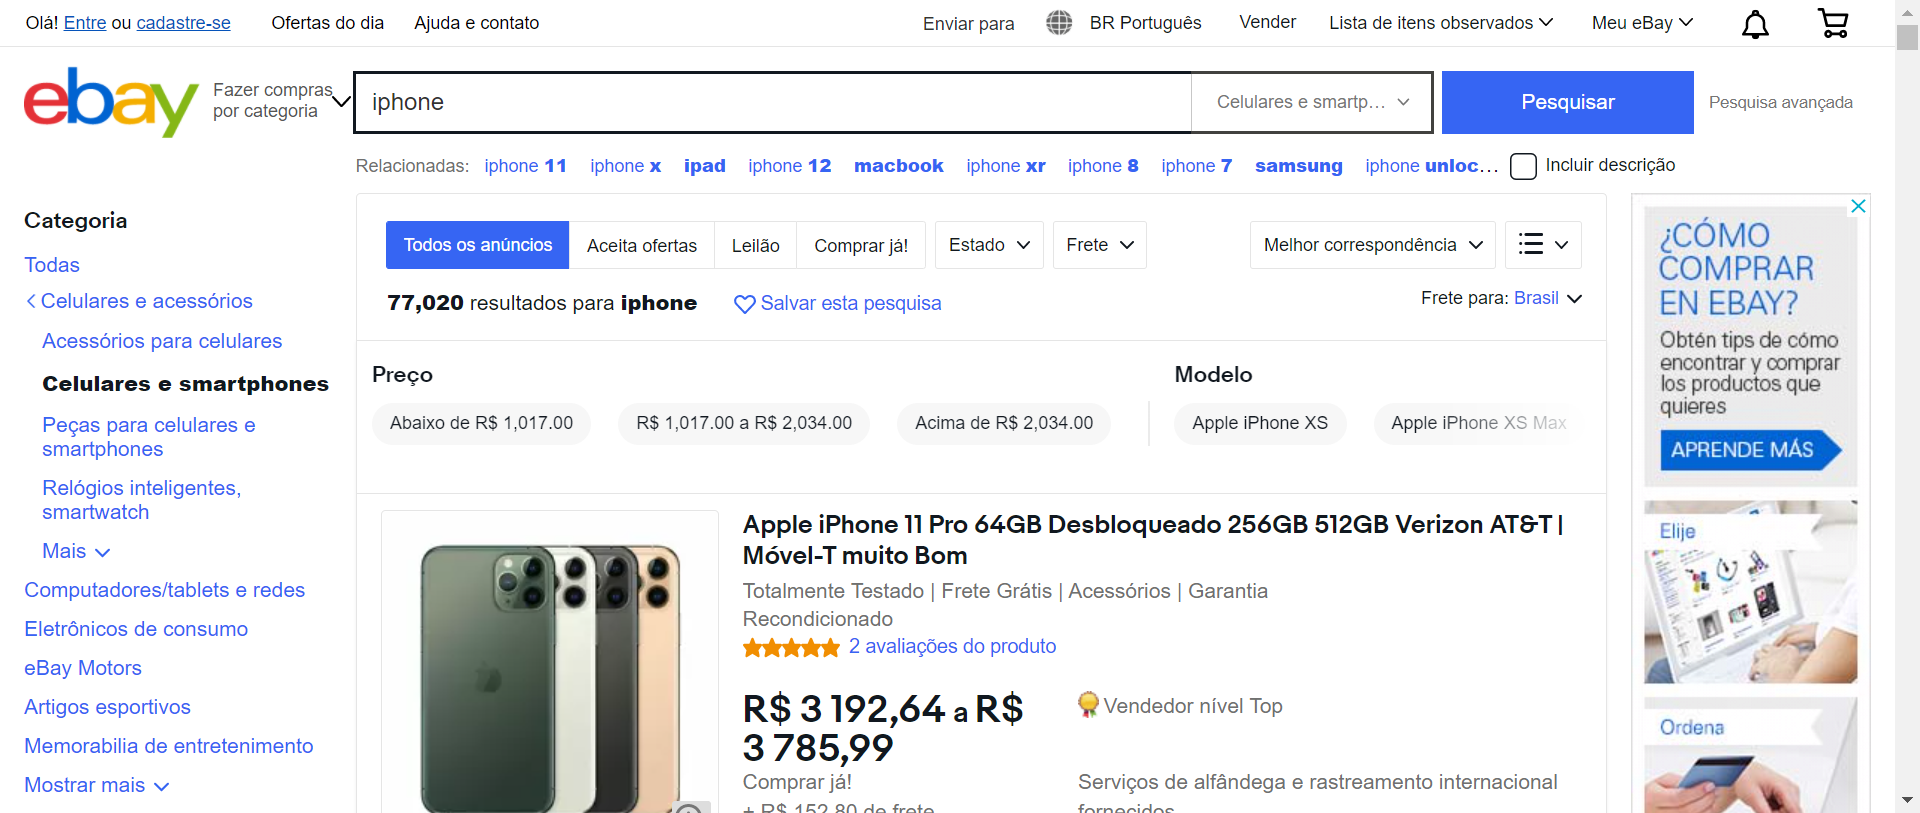 Olá! Entre ou cadastre-se
Ofertas do dia
Ajuda e contato
Enviar para
BR Português
Vender
Lista de itens observados
Meu eBay
ebay
Fazer compras
por categoria
iphone
Celulares e smartp...
Pesquisar
Pesquisa avançada
Relacionadas: iphone 11 iphone x ipad iphone 12 macbook iphone xr iphone 8 iphone 7 samsung iphone unloc...
Incluir descrição
Categoria
Todas
Celulares e acessórios
Acessórios para celulares
Celulares e smartphones
Peças para celulares e
smartphones
Relógios inteligentes,
smartwatch
Mais
Computadores/tablets e redes
Eletrônicos de consumo
eBay Motors
Artigos esportivos
Memorabilia de entretenimento
Mostrar mais
Todos os anúncios
Aceita ofertas
Leilão
Comprar já!
Estado
Frete
Melhor correspondência
77,020 resultados para iphone
Salvar esta pesquisa
Frete para: Brasil
Preço
Abaixo de R$ 1,017.00
R$ 1,017.00 a R$ 2,034.00
Acima de R$ 2,034.00
Modelo
Apple iPhone XS
Apple iPhone XS Max
Apple iPhone 11 Pro 64GB Desbloqueado 256GB 512GB Verizon AT&T |
Móvel-T muito Bom
Totalmente Testado | Frete Grátis | Acessórios | Garantia
Recondicionado
2 avaliações do produto
R$ 3 192,64 a R$
3 785,99
Comprar já!
+ R$ 152,80 de frete
Vendedor nível Top
Serviços de alfândega e rastreamento internacional
fornecidos
¿CÓMO
COMPRAR
EN EBAY?
Obtén tips de cómo
encontrar y comprar
los productos que
quieres
APRENDE MÁS
Elije
Ordena